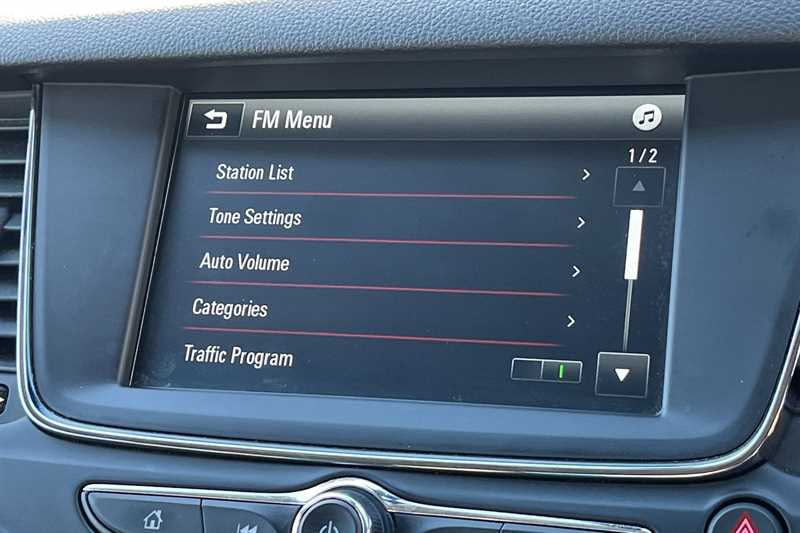 FM Menu
1/2
Station List
Tone Settings
Auto Volume
Categories
Traffic Program